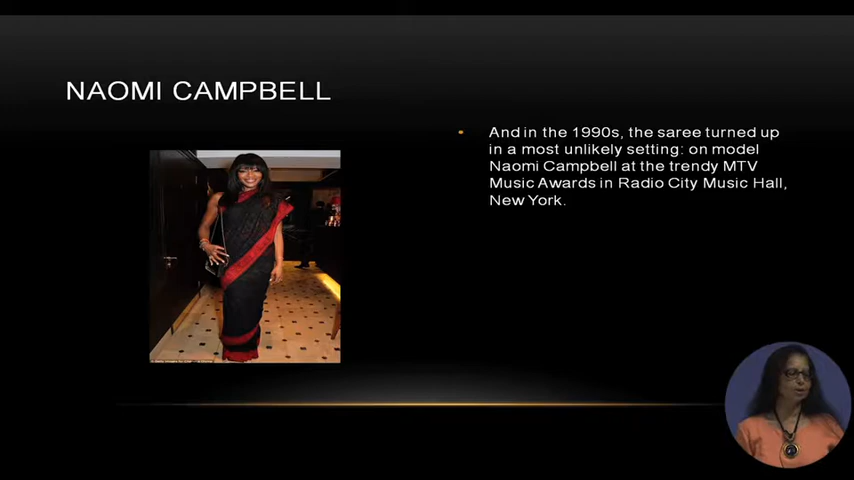 NAOMI CAMPBELL
• And in the 1990s, the saree turned up
in a most unlikely setting: on model
Naomi Campbell at the trendy MTV
Music Awards in Radio City Music Hall,
New York.